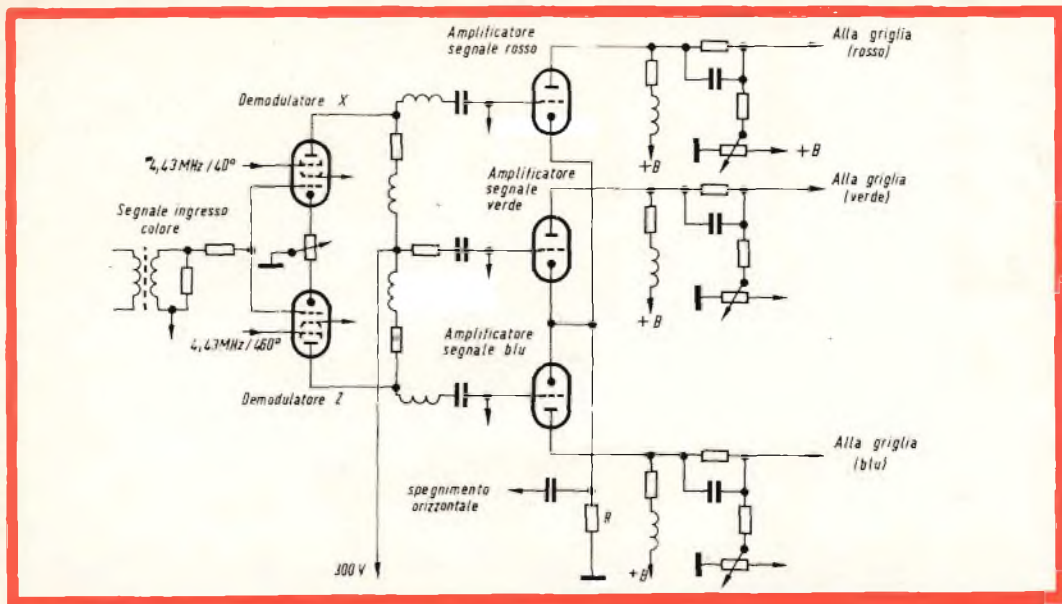 Amplificatore
segnale rosso
Alla griglia
(rosso)
Demodulatore X
4,43MHz/40°
+B
+B
Segnale ingresso
colore
Amplificatore
segnale
verde
Alla griglia
(verde)
+B
4,43MHz/460°
Demodulatore Z
Amplificatore
segnale blu
Alla griglia
(blu)
spegnimento
orizzontale
R
300V
+B